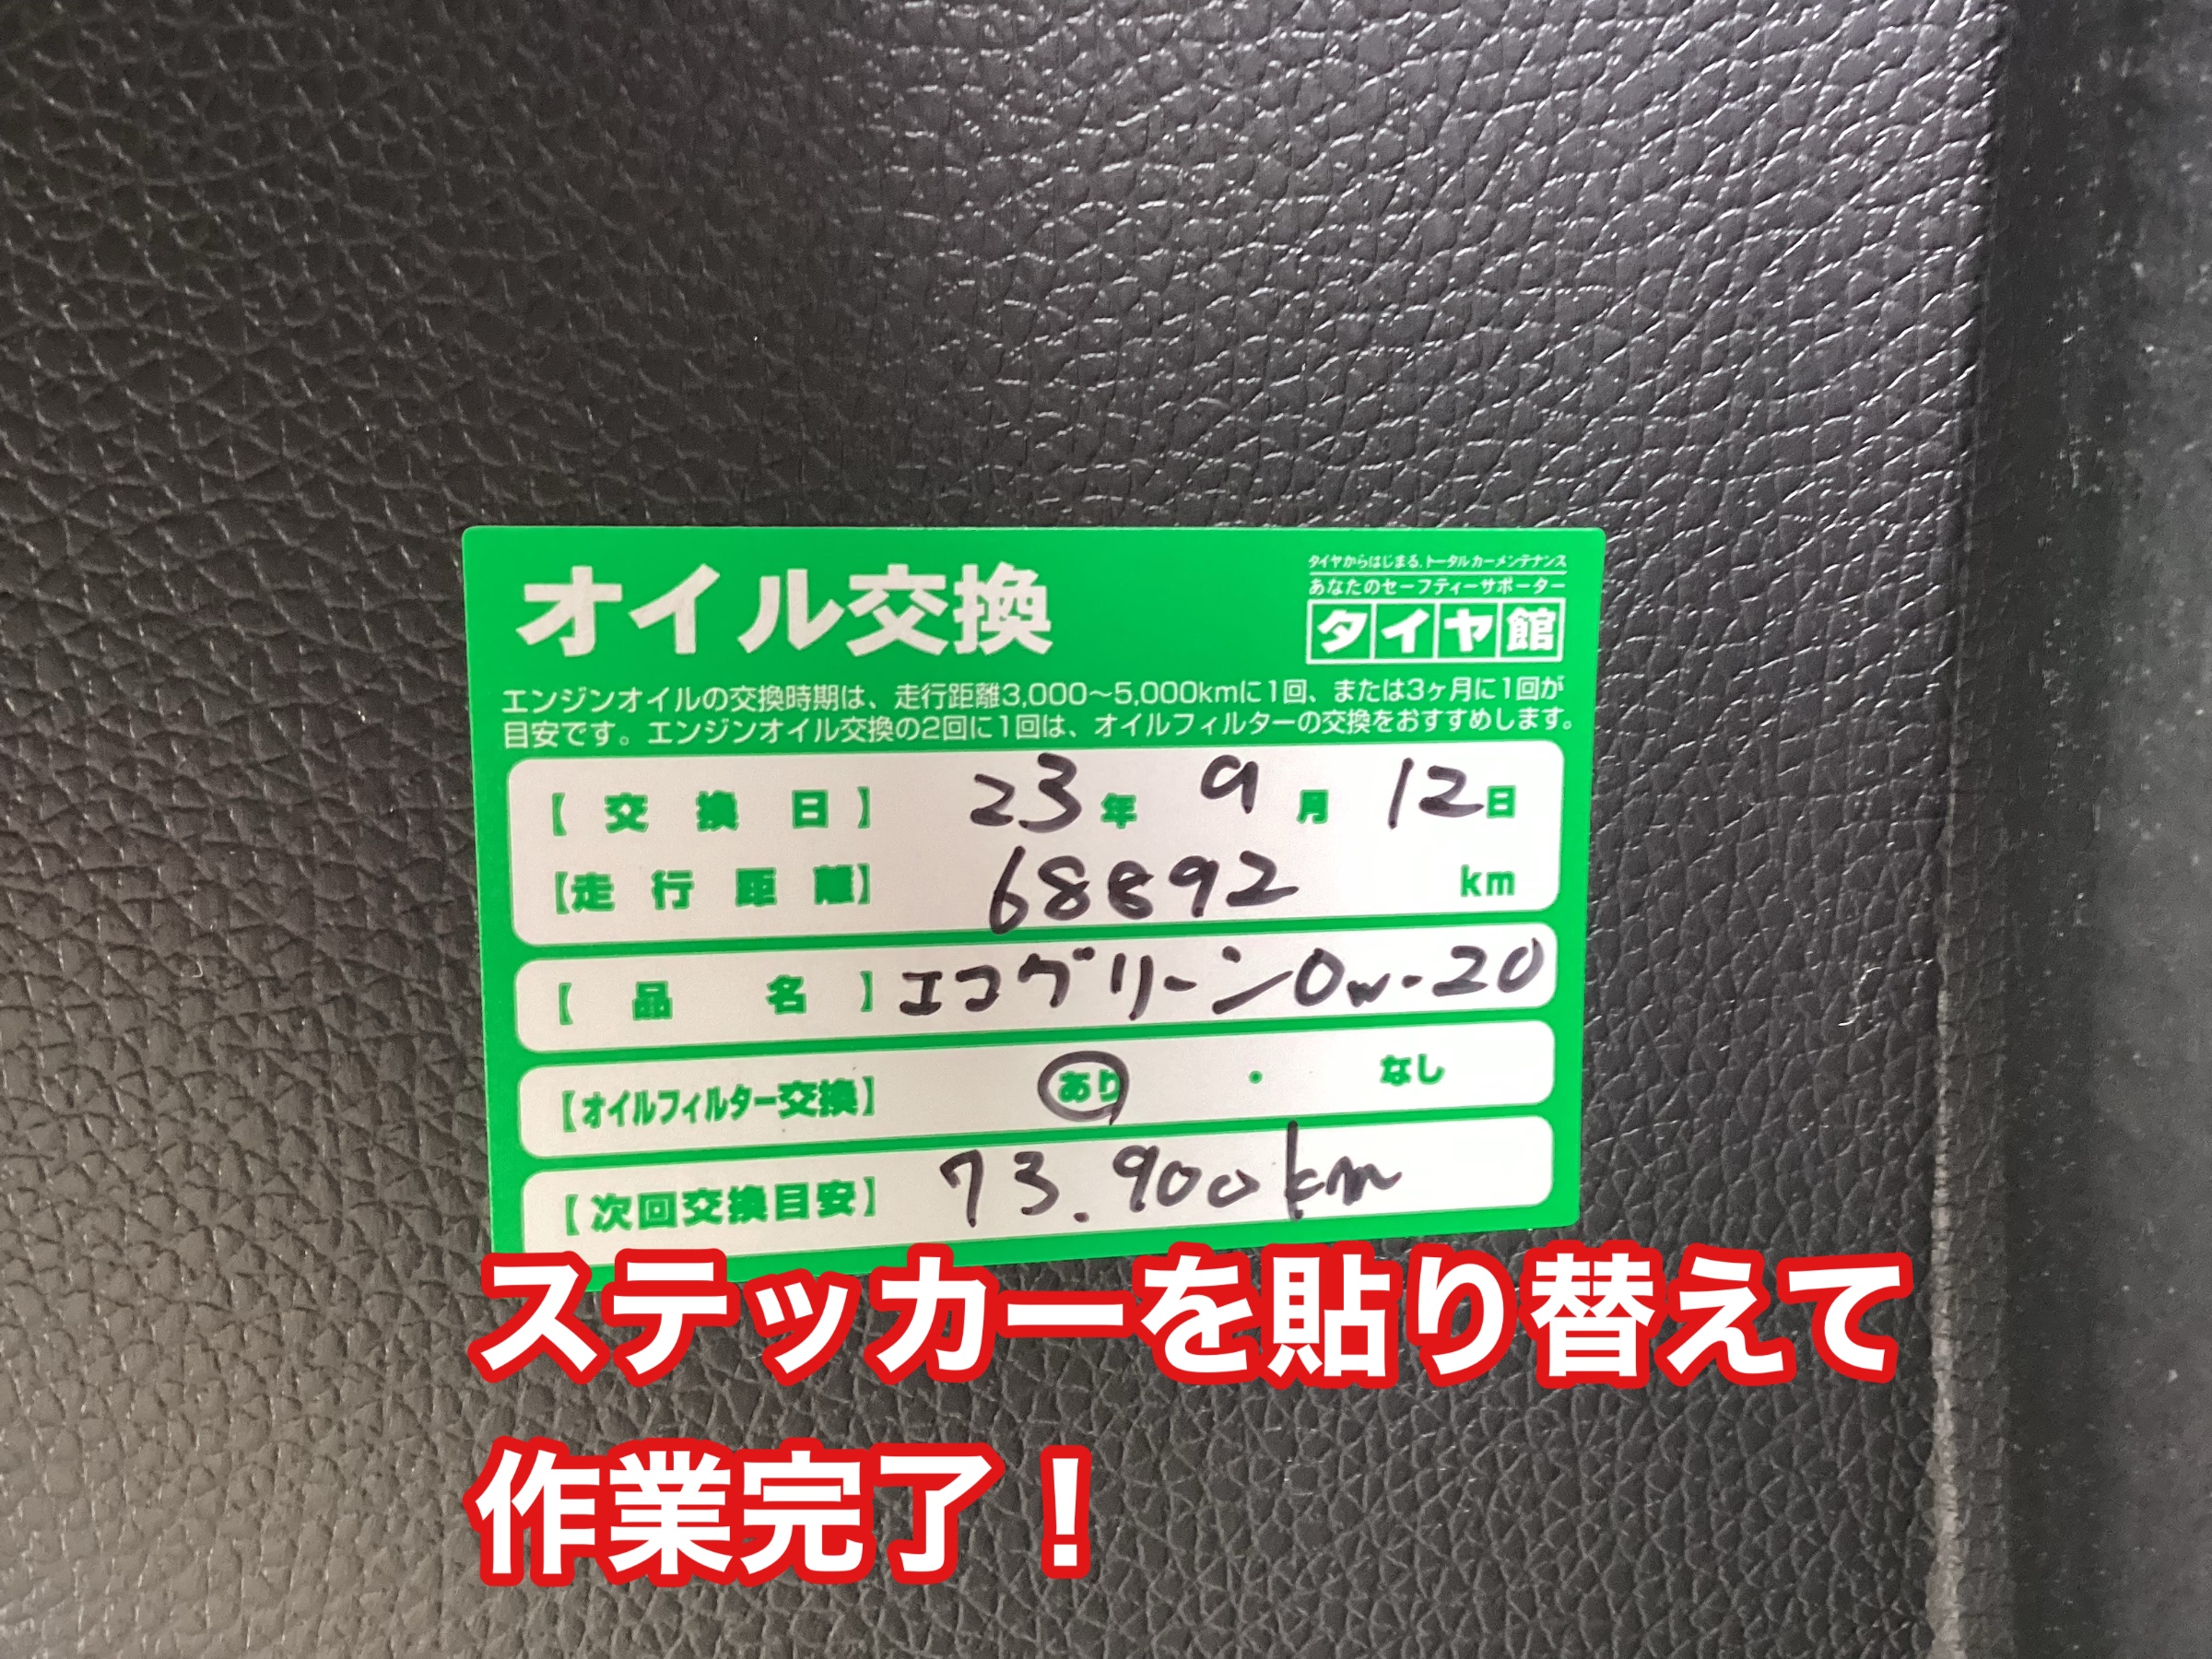 オイル交換
タイヤからはじまる、トータルカーメンテナンス
あなたのセーフティーサポーター
タイヤ館
エンジンオイルの交換時期は、走行距離3,000〜5,000kmに1回、または3ヶ月に1回が
目安です。エンジンオイル交換の2回に1回は、オイルフィルターの交換をおすすめします。
【交換日】 23年 9月 12日
【走行距離】 68892 km
【品名】 エコグリーン0w-20
【オイルフィルター交換】 あり ・ なし
【次回交換目安】 73.900km
ステッカーを貼り替えて
作業完了！